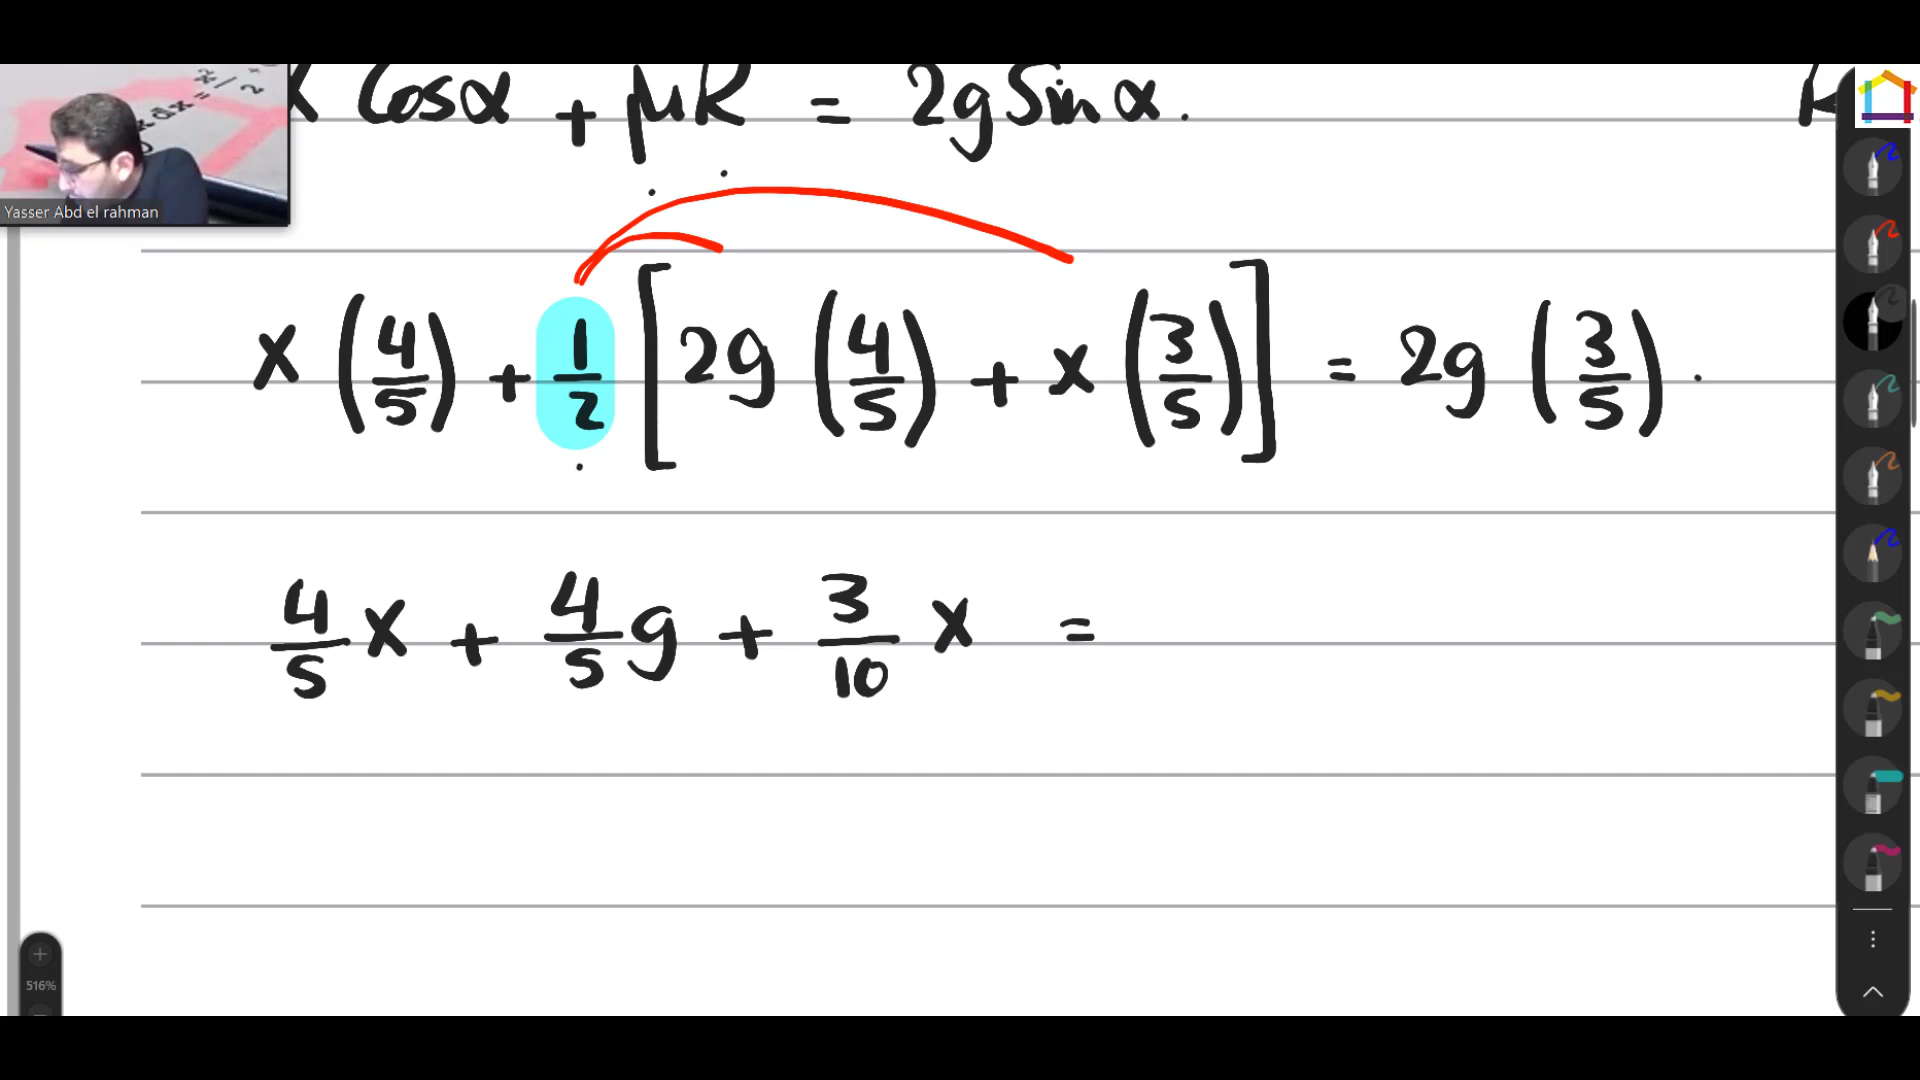 X Cosα + μR = 2g Sin α.
Yasser Abd el rahman
x (4/5) + 1/2 [2g (4/5) + x (3/5)] = 2g (3/5).
4/5 x + 4/5 g + 3/10 x =
516%